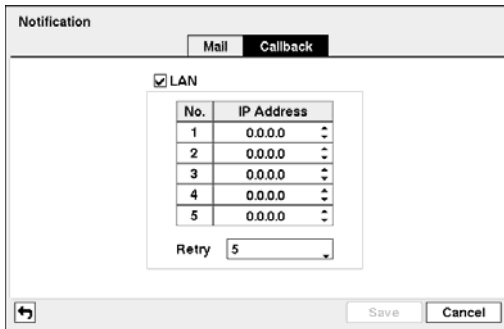 Notification
Mail Callback
LAN
No. IP Address
1 0.0.0.0
2 0.0.0.0
3 0.0.0.0
4 0.0.0.0
5 0.0.0.0
Retry 5
Save Cancel